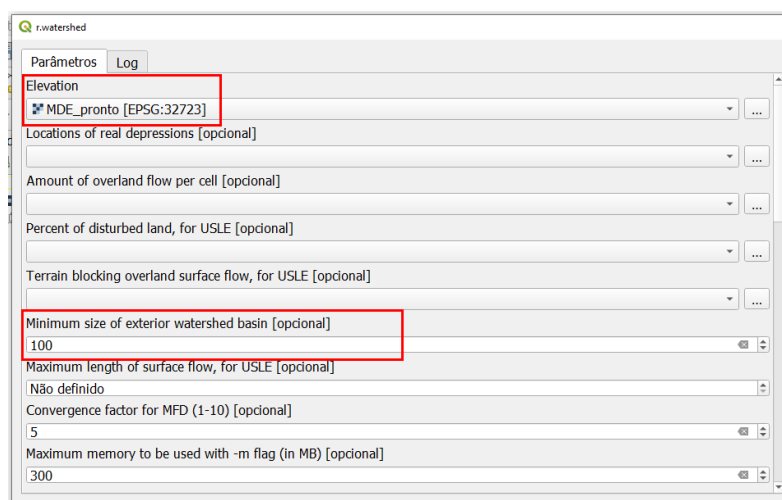 r.watershed
Parâmetros Log
Elevation
MDE_pronto [EPSG:32723]
...
Locations of real depressions [opcional]
...
Amount of overland flow per cell [opcional]
...
Percent of disturbed land, for USLE [opcional]
...
Terrain blocking overland surface flow, for USLE [opcional]
...
Minimum size of exterior watershed basin [opcional]
100
Maximum length of surface flow, for USLE [opcional]
Não definido
Convergence factor for MFD (1-10) [opcional]
5
Maximum memory to be used with -m flag (in MB) [opcional]
300